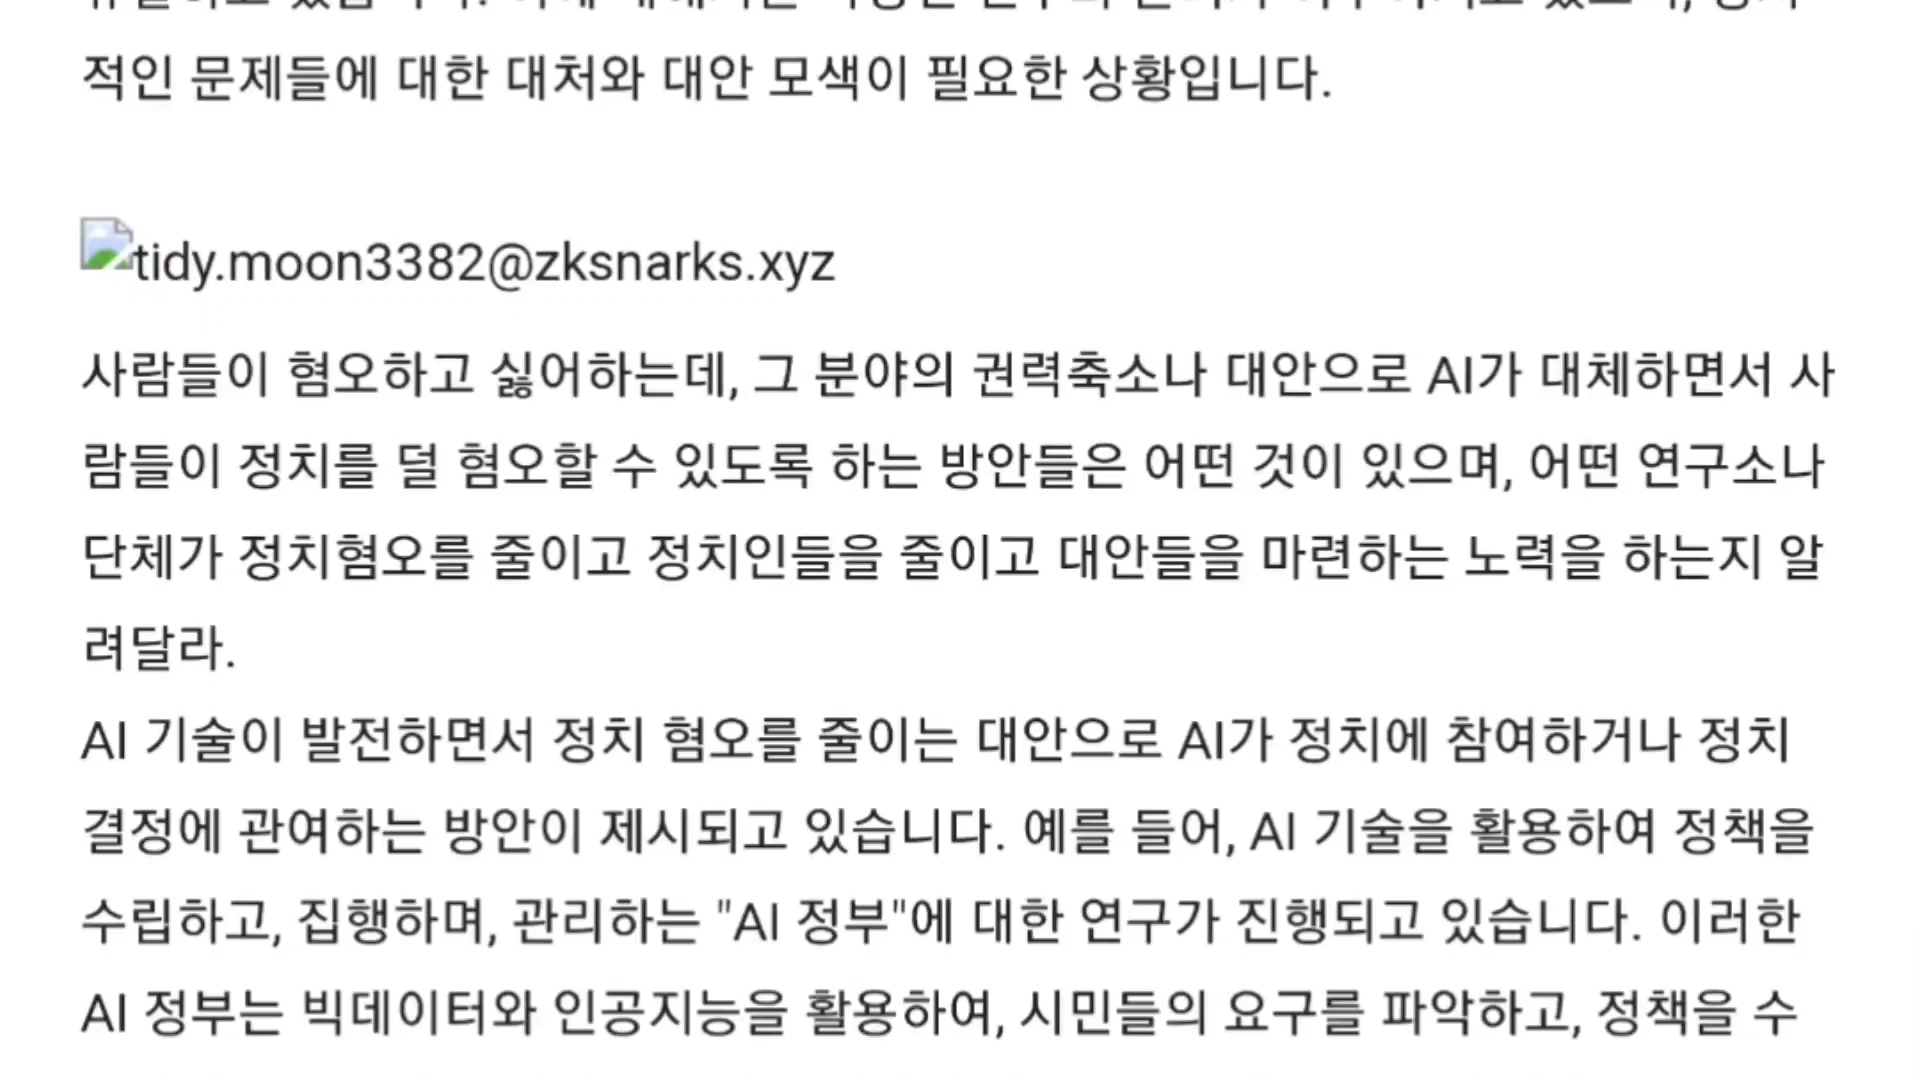 적인 문제들에 대한 대처와 대안 모색이 필요한 상황입니다.
tidy.moon3382@zksnarks.xyz
사람들이 혐오하고 싫어하는데, 그 분야의 권력축소나 대안으로 AI가 대체하면서 사
람들이 정치를 덜 혐오할 수 있도록 하는 방안들은 어떤 것이 있으며, 어떤 연구소나
단체가 정치혐오를 줄이고 정치인들을 줄이고 대안들을 마련하는 노력을 하는지 알
려달라.
AI 기술이 발전하면서 정치 혐오를 줄이는 대안으로 AI가 정치에 참여하거나 정치
결정에 관여하는 방안이 제시되고 있습니다. 예를 들어, AI 기술을 활용하여 정책을
수립하고, 집행하며, 관리하는 "AI 정부"에 대한 연구가 진행되고 있습니다. 이러한
AI 정부는 빅데이터와 인공지능을 활용하여, 시민들의 요구를 파악하고, 정책을 수